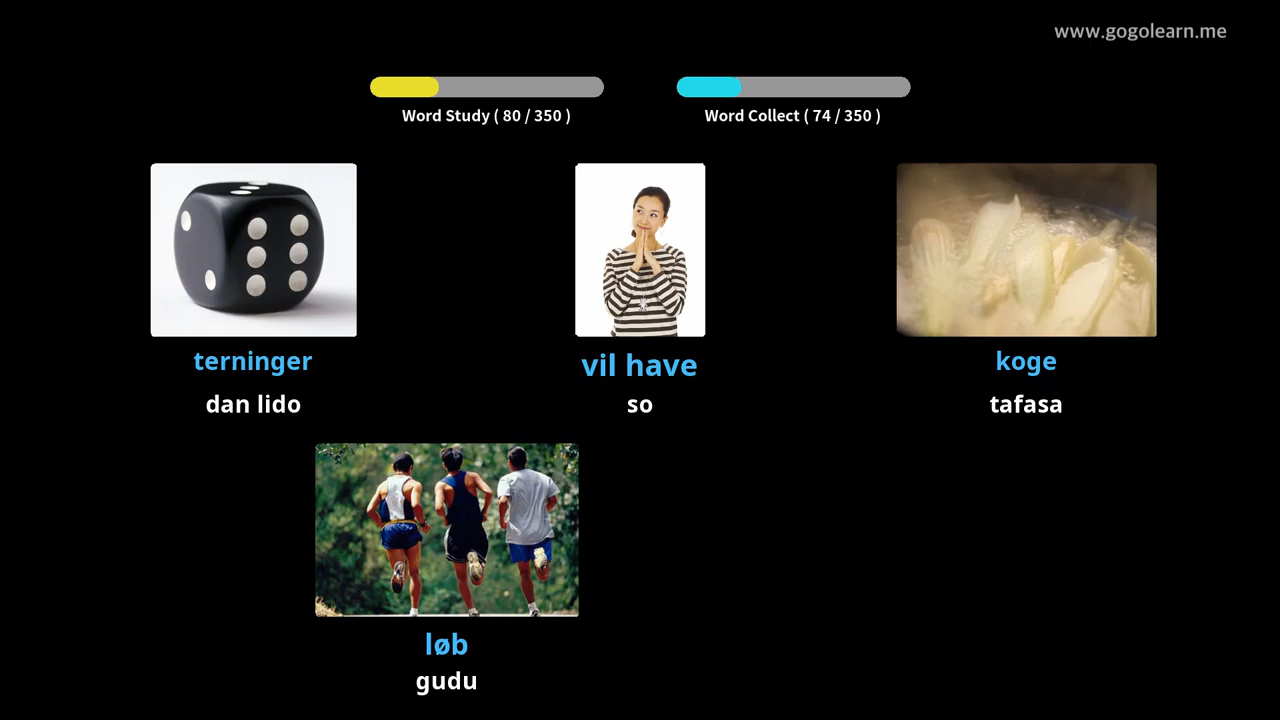 www.gogolearn.me
Word Study ( 80 / 350 )
Word Collect ( 74 / 350 )
terninger
dan lido
vil have
so
koge
tafasa
løb
gudu